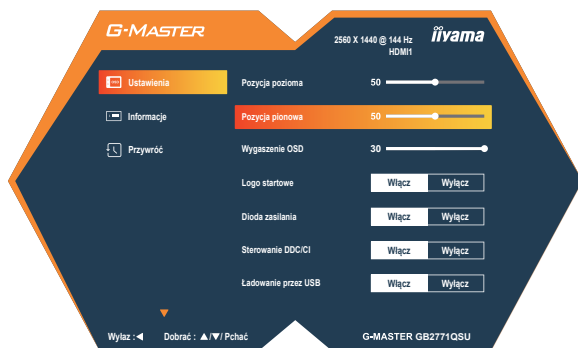 G-MASTER
2560 X 1440 @ 144 Hz
HDMI1
iiyama
Ustawienia
Informacje
Przywróć
Pozycja pozioma 50
Pozycja pionowa 50
Wygaszenie OSD 30
Logo startowe Włącz Wyłącz
Dioda zasilania Włącz Wyłącz
Sterowanie DDC/CI Włącz Wyłącz
Ładowanie przez USB Włącz Wyłącz
Wyłaz :◀ Dobrać : ▲/▼/ Pchać G-MASTER GB2771QSU